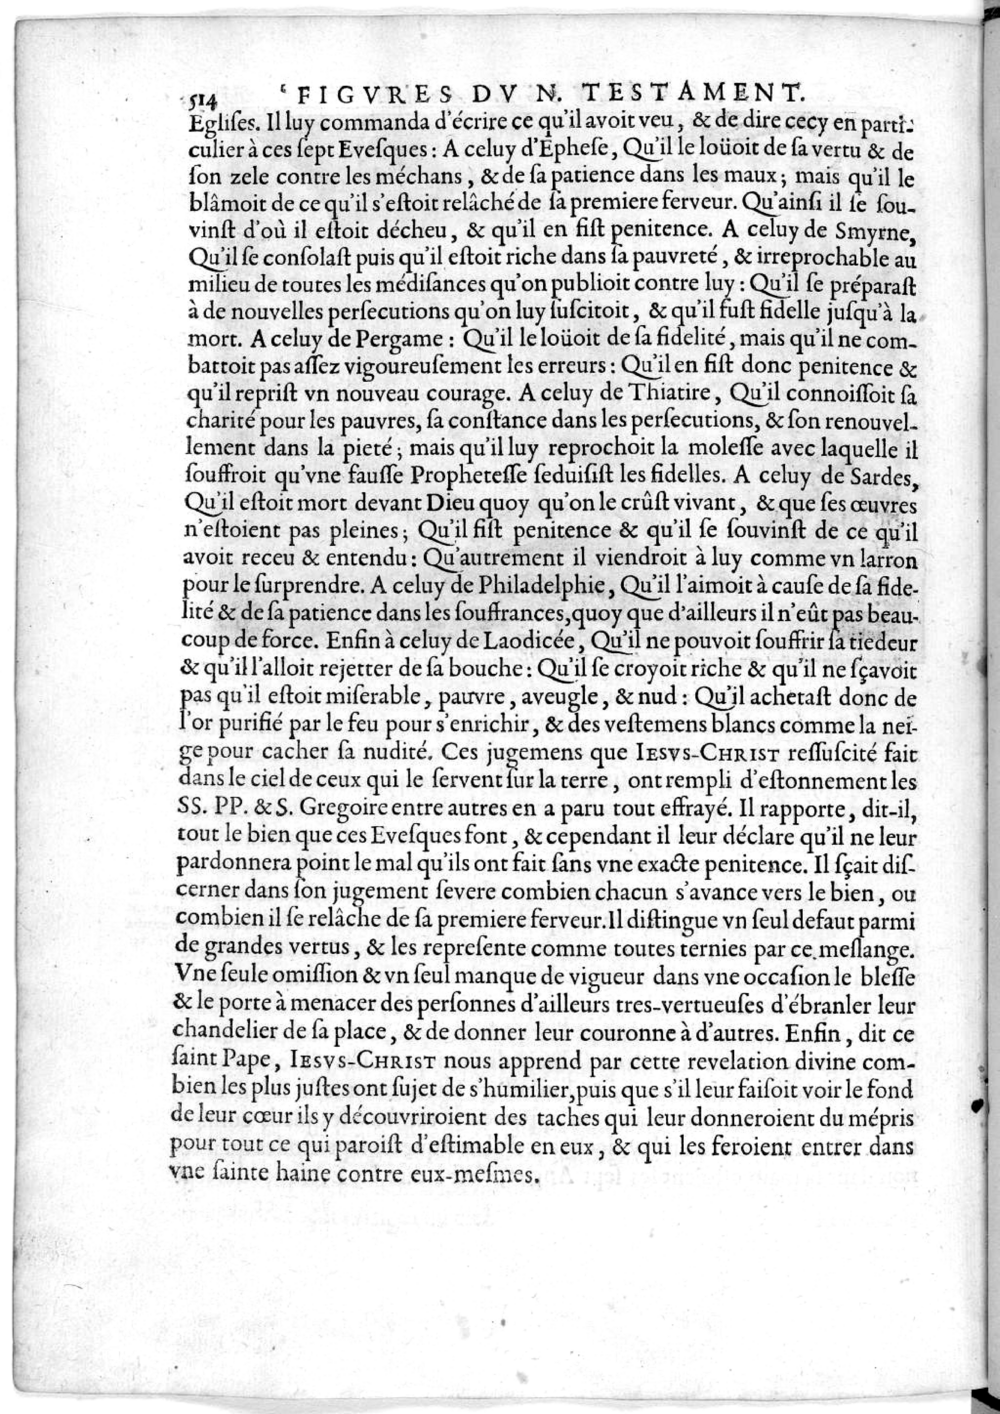 514 FIGVRES DV N. TESTAMENT.
Egliſes. Il luy commanda d'écrire ce qu'il avoit veu, & de dire cecy en parti-
culier à ces ſept Eveſques : A celuy d'Epheſe, Qu'il le loüoit de ſa vertu & de
ſon zele contre les méchans, & de ſa patience dans les maux; mais qu'il le
blâmoit de ce qu'il s'eſtoit relâché de ſa premiere ferveur. Qu'ainſi il ſe ſou-
vinſt d'où il eſtoit décheu, & qu'il en fiſt penitence. A celuy de Smyrne,
Qu'il ſe conſolaſt puis qu'il eſtoit riche dans ſa pauvreté, & irreprochable au
milieu de toutes les médiſances qu'on publioit contre luy : Qu'il ſe préparaſt
à de nouvelles perſecutions qu'on luy ſuſcitoit, & qu'il fuſt fidelle juſqu'à la
mort. A celuy de Pergame : Qu'il le loüoit de ſa fidelité, mais qu'il ne com-
battoit pas aſſez vigoureuſement les erreurs : Qu'il en fiſt donc penitence &
qu'il repriſt vn nouveau courage. A celuy de Thiatire, Qu'il connoiſſoit ſa
charité pour les pauvres, ſa conſtance dans les perſecutions, & ſon renouvel-
lement dans la pieté; mais qu'il luy reprochoit la moleſſe avec laquelle il
ſouffroit qu'vne fauſſe Propheteſſe ſeduiſiſt les fidelles. A celuy de Sardes,
Qu'il eſtoit mort devant Dieu quoy qu'on le crûſt vivant, & que ſes œuvres
n'eſtoient pas pleines; Qu'il fiſt penitence & qu'il ſe ſouvinſt de ce qu'il
avoit receu & entendu : Qu'autrement il viendroit à luy comme vn larron
pour le ſurprendre. A celuy de Philadelphie, Qu'il l'aimoit à cauſe de ſa fide-
lité & de ſa patience dans les ſouffrances, quoy que d'ailleurs il n'eût pas beau-
coup de force. Enfin à celuy de Laodicée, Qu'il ne pouvoit ſouffrir ſa tiedeur
& qu'il l'alloit rejetter de ſa bouche : Qu'il ſe croyoit riche & qu'il ne ſçavoit
pas qu'il eſtoit miſerable, pauvre, aveugle, & nud : Qu'il achetaſt donc de
l'or purifié par le feu pour s'enrichir, & des veſtemens blancs comme la nei-
ge pour cacher ſa nudité. Ces jugemens que IESVS-CHRIST reſſuſcité fait
dans le ciel de ceux qui le ſervent ſur la terre, ont rempli d'eſtonnement les
SS. PP. & S. Gregoire entre autres en a paru tout effrayé. Il rapporte, dit-il,
tout le bien que ces Eveſques font, & cependant il leur déclare qu'il ne leur
pardonnera point le mal qu'ils ont fait ſans vne exacte penitence. Il ſçait diſ-
cerner dans ſon jugement ſevere combien chacun s'avance vers le bien, ou
combien il ſe relâche de ſa premiere ferveur. Il diſtingue vn ſeul defaut parmi
de grandes vertus, & les repreſente comme toutes ternies par ce meſlange.
Vne ſeule omiſſion & vn ſeul manque de vigueur dans vne occaſion le bleſſe
& le porte à menacer des perſonnes d'ailleurs tres-vertueuſes d'ébranler leur
chandelier de ſa place, & de donner leur couronne à d'autres. Enfin, dit ce
ſaint Pape, IESVS-CHRIST nous apprend par cette revelation divine com-
bien les plus juſtes ont ſujet de s'humilier, puis que s'il leur faiſoit voir le fond
de leur cœur ils y découvriroient des taches qui leur donneroient du mépris
pour tout ce qui paroiſt d'eſtimable en eux, & qui les feroient entrer dans
vne ſainte haine contre eux-meſmes.